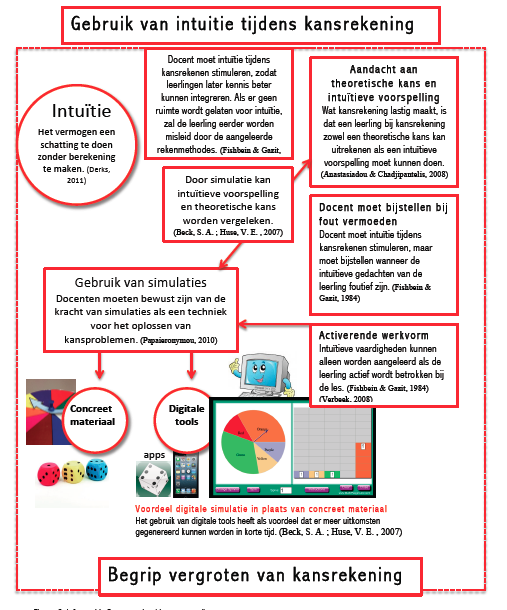 Gebruik van intuïtie tijdens kansrekening
Intuïtie
Het vermogen een
schatting te doen
zonder berekening
te maken. (Derks,
2011)
Docent moet intuïtie tijdens
kansrekenen stimuleren, zodat
leerlingen later kennis beter
kunnen integreren. Als er geen
ruimte wordt gelaten voor intuïtie,
zal de leerling eerder worden
misleid door de aangeleerde
rekenmethodes. (Fishbein & Gazit,
Aandacht aan
theoretische kans en
intuïtieve voorspelling
Wat kansrekening lastig maakt, is
dat een leerling bij kansrekening
zowel een theoretische kans kan
uitrekenen als een intuïtieve
voorspelling moet kunnen doen.
(Anastasiadou & Chadjipantelis, 2008)
Door simulatie kan
intuïtieve voorspelling
en theoretische kans
worden vergeleken.
(Beck, S. A. ; Huse, V. E. , 2007)
Docent moet bijstellen bij
fout vermoeden
Docent moet intuïtie tijdens
kansrekenen stimuleren, maar
moet bijstellen wanneer de
intuïtieve gedachten van de
leerling foutief zijn. (Fishbein &
Gazit, 1984)
Gebruik van simulaties
Docenten moeten bewust zijn van de
kracht van simulaties als een techniek
voor het oplossen van
kansproblemen. (Papaieronymou, 2010)
Activerende werkvorm
Intuïtieve vaardigheden kunnen
alleen worden aangeleerd als de
leerling actief wordt betrokken bij
de les. (Fishbein & Gazit, 1984)
(Verbeek. 2008)
Concreet
materiaal
Digitale
tools
apps
Voordeel digitale simulatie in plaats van concreet materiaal
Het gebruik van digitale tools heeft als voordeel dat er meer uitkomsten
gegenereerd kunnen worden in korte tijd. (Beck, S. A. ; Huse, V. E. , 2007)
Begrip vergroten van kansrekening